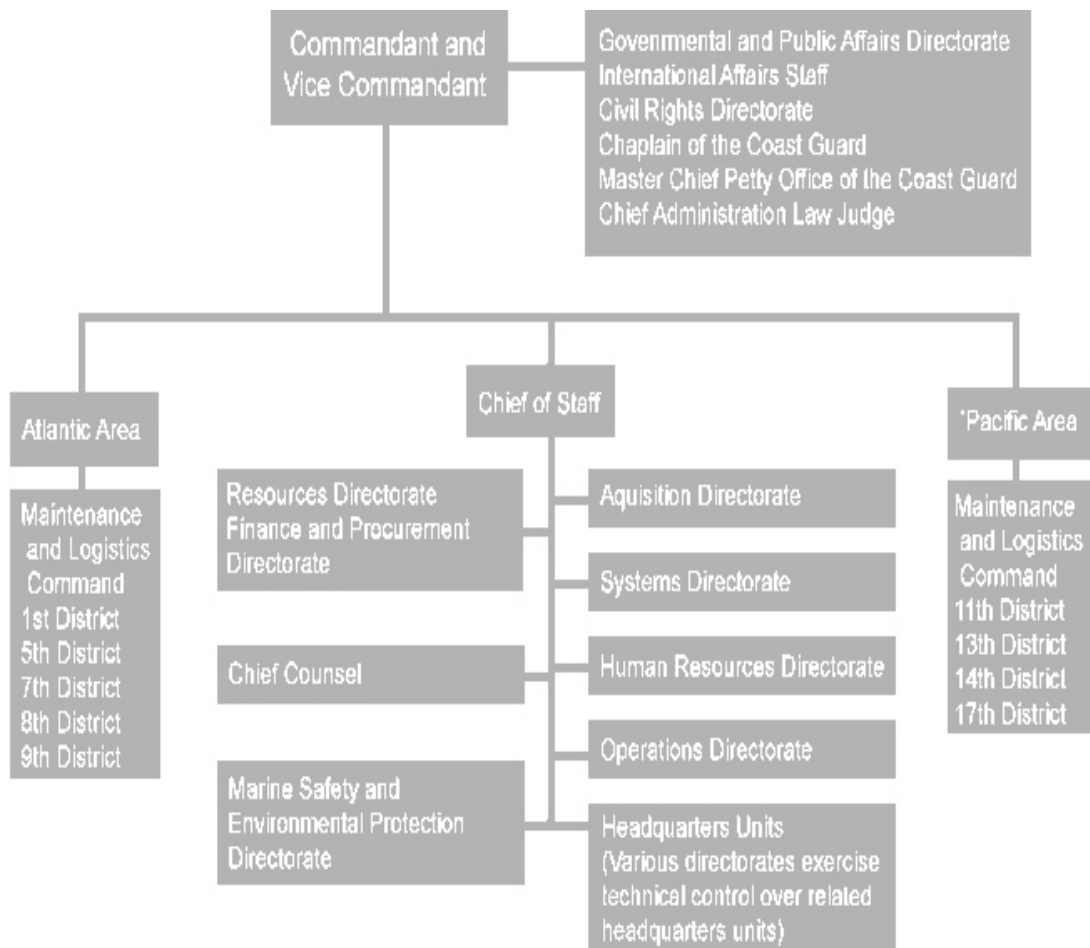 Commandant and
Vice Commandant
Govenrmental and Public Affairs Directorate
International Affairs Staff
Civil Rights Directorate
Chaplain of the Coast Guard
Master Chief Petty Office of the Coast Guard
Chief Administration Law Judge
Atlantic Area
Maintenance
and Logistics
Command
1st District
5th District
7th District
8th District
9th District
Chief of Staff
Resources Directorate
Finance and Procurement
Directorate
Chief Counsel
Marine Safety and
Environmental Protection
Directorate
Aquisition Directorate
Systems Directorate
Human Resources Directorate
Operations Directorate
Headquarters Units
(Various directorates exercise
technical control over related
headquarters units)
*Pacific Area
Maintenance
and Logistics
Command
11th District
13th District
14th District
17th District